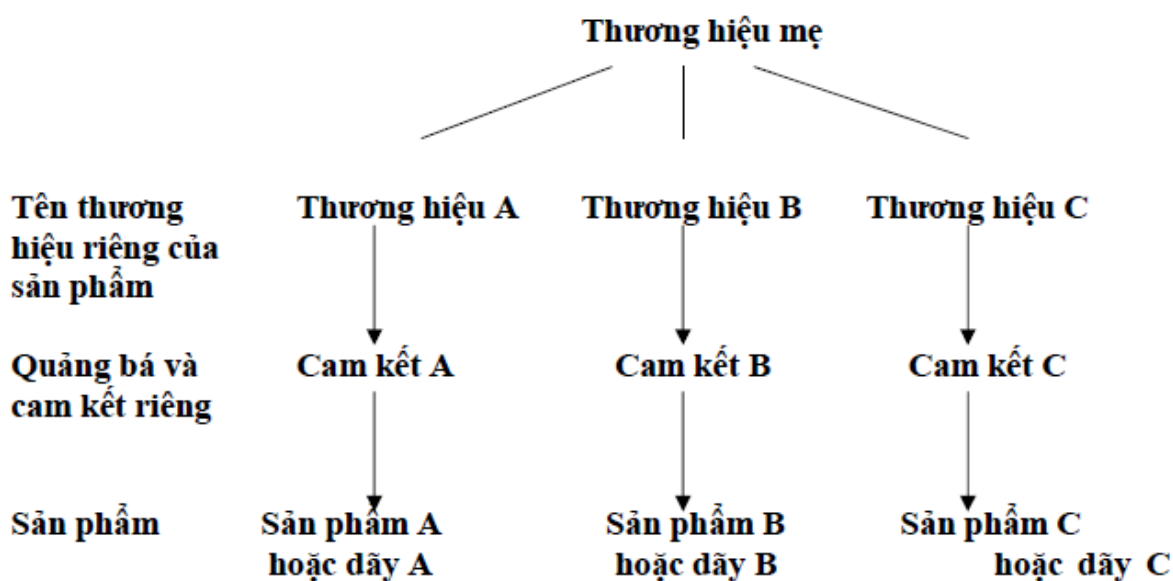 Thương hiệu mẹ
Tên thương hiệu riêng của sản phẩm
Thương hiệu A
Thương hiệu B
Thương hiệu C
Quảng bá và cam kết riêng
Cam kết A
Cam kết B
Cam kết C
Sản phẩm
Sản phẩm A
hoặc dãy A
Sản phẩm B
hoặc dãy B
Sản phẩm C
hoặc dãy C